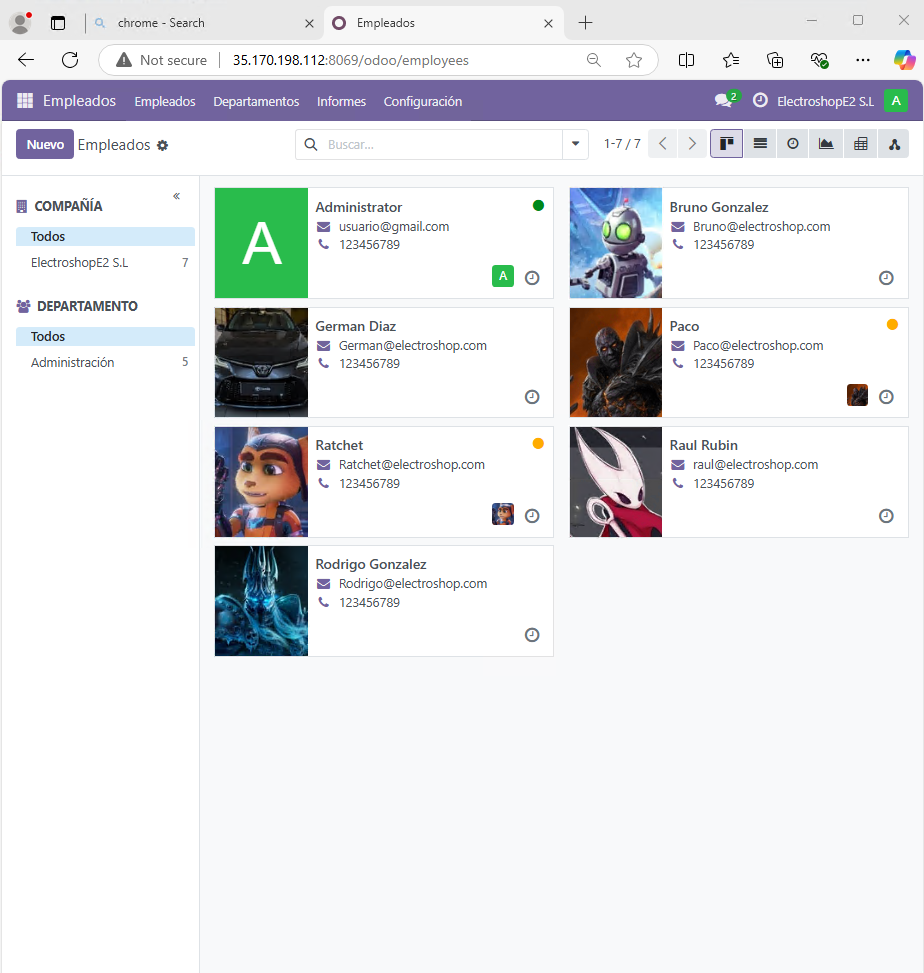 chrome - Search
Empleados
Not secure
35.170.198.112:8069/odoo/employees
Empleados
Empleados
Departamentos
Informes
Configuración
2
ElectroshopE2 S.L
A
Nuevo
Empleados
Buscar...
1-7 / 7
COMPAÑÍA
Todos
ElectroshopE2 S.L 7
DEPARTAMENTO
Todos
Administración 5
A
Administrator
usuario@gmail.com
123456789
A
Bruno Gonzalez
Bruno@electroshop.com
123456789
German Diaz
German@electroshop.com
123456789
Paco
Paco@electroshop.com
123456789
Ratchet
Ratchet@electroshop.com
123456789
Raul Rubin
raul@electroshop.com
123456789
Rodrigo Gonzalez
Rodrigo@electroshop.com
123456789